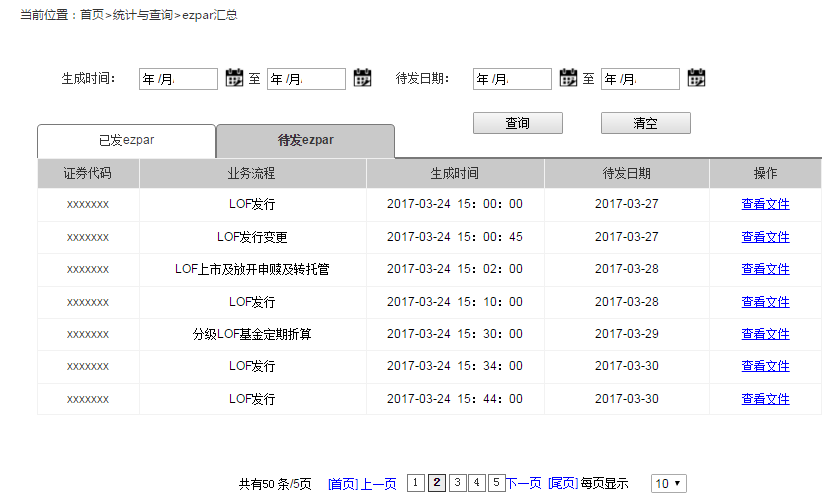 当前位置：首页>统计与查询>ezpar汇总
生成时间： 年 /月. 至 年 /月. 待发日期： 年 /月. 至 年 /月.
查询 清空
已发ezpar 待发ezpar
证券代码 业务流程 生成时间 待发日期 操作
xxxxxxx LOF发行 2017-03-24 15：00：00 2017-03-27 查看文件
xxxxxxx LOF发行变更 2017-03-24 15：00：45 2017-03-27 查看文件
xxxxxxx LOF上市及放开申赎及转托管 2017-03-24 15：02：00 2017-03-28 查看文件
xxxxxxx LOF发行 2017-03-24 15：10：00 2017-03-28 查看文件
xxxxxxx 分级LOF基金定期折算 2017-03-24 15：30：00 2017-03-29 查看文件
xxxxxxx LOF发行 2017-03-24 15：34：00 2017-03-30 查看文件
xxxxxxx LOF发行 2017-03-24 15：44：00 2017-03-30 查看文件
共有50 条/5页 [首页] 上一页 1 2 3 4 5 下一页 [尾页] 每页显示 10